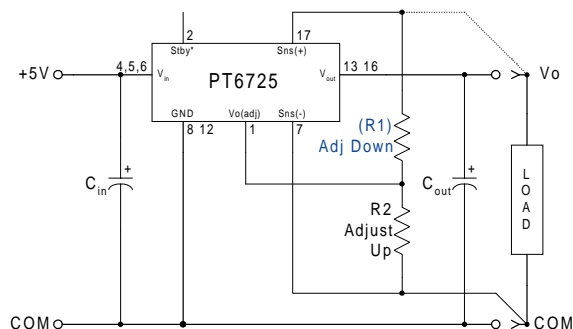 2
17
Stby*
Sns(+)
+5V
4,5,6
Vin
PT6725
Vout
13 16
Vo
GND
Vo(adj)
Sns(-)
8 12
1
7
(R1)
Adj Down
+
Cin
R2
Adjust
Up
+
Cout
LOAD
COM
COM